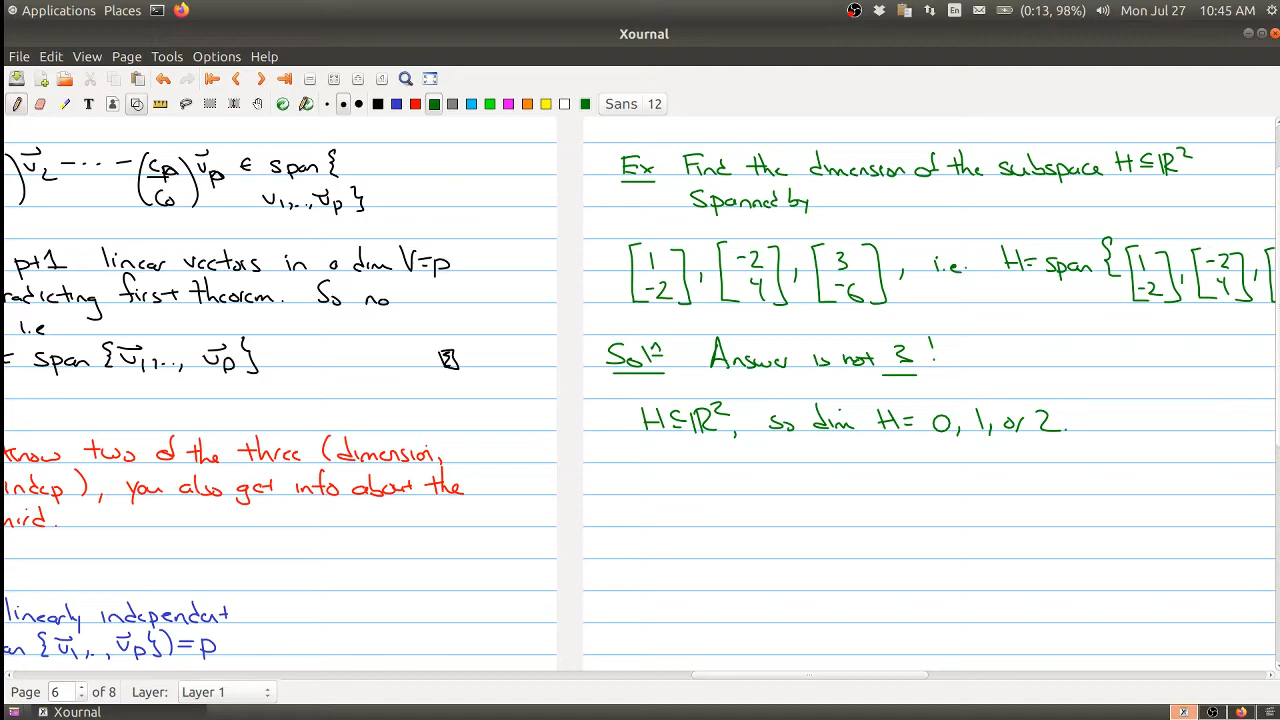 Applications Places (0:13, 98%) Mon Jul 27 10:45 AM
Xournal
File Edit View Page Tools Options Help
Sans 12
)v⃗2 - ... - (cp/c0) v⃗p ∈ span{
v1,..,v⃗p}
p+1 linear vectors in a dim V=p
radicting first theorem. So no
i.e
= span {v⃗1,..., v⃗p}
know two of the three (dimension,
indep), you also get info about the
hird.
linearly independent
an {v⃗1,.., v⃗p})=p
Ex Find the dimension of the subspace H⊆ℝ²
Spanned by
[1 -2], [-2 4], [3 -6], i.e. H= span {[1 -2], [-2 4], [
Sol^n Answer is not 3!
H⊆ℝ², so dim H= 0, 1, or 2.
Page 6 of 8 Layer: Layer 1
Xournal